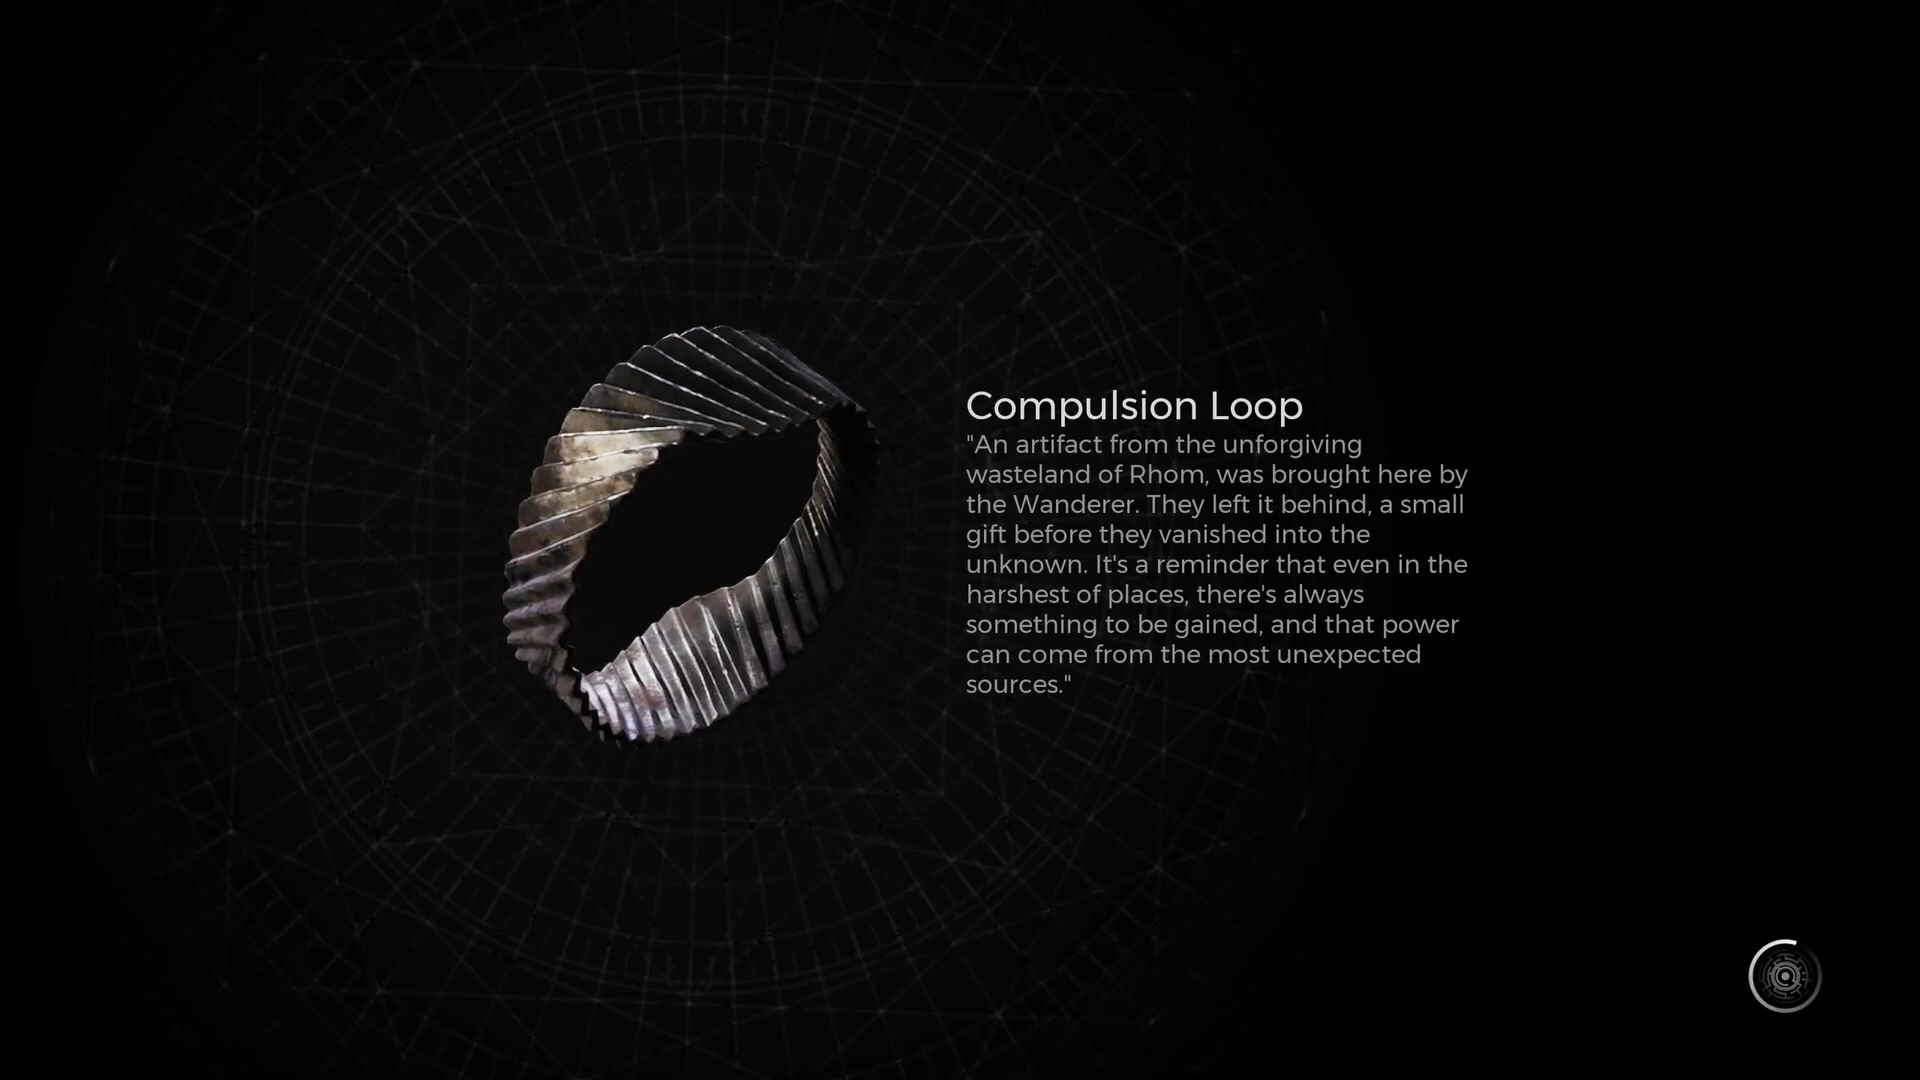 Compulsion Loop
"An artifact from the unforgiving
wasteland of Rhom, was brought here by
the Wanderer. They left it behind, a small
gift before they vanished into the
unknown. It's a reminder that even in the
harshest of places, there's always
something to be gained, and that power
can come from the most unexpected
sources."